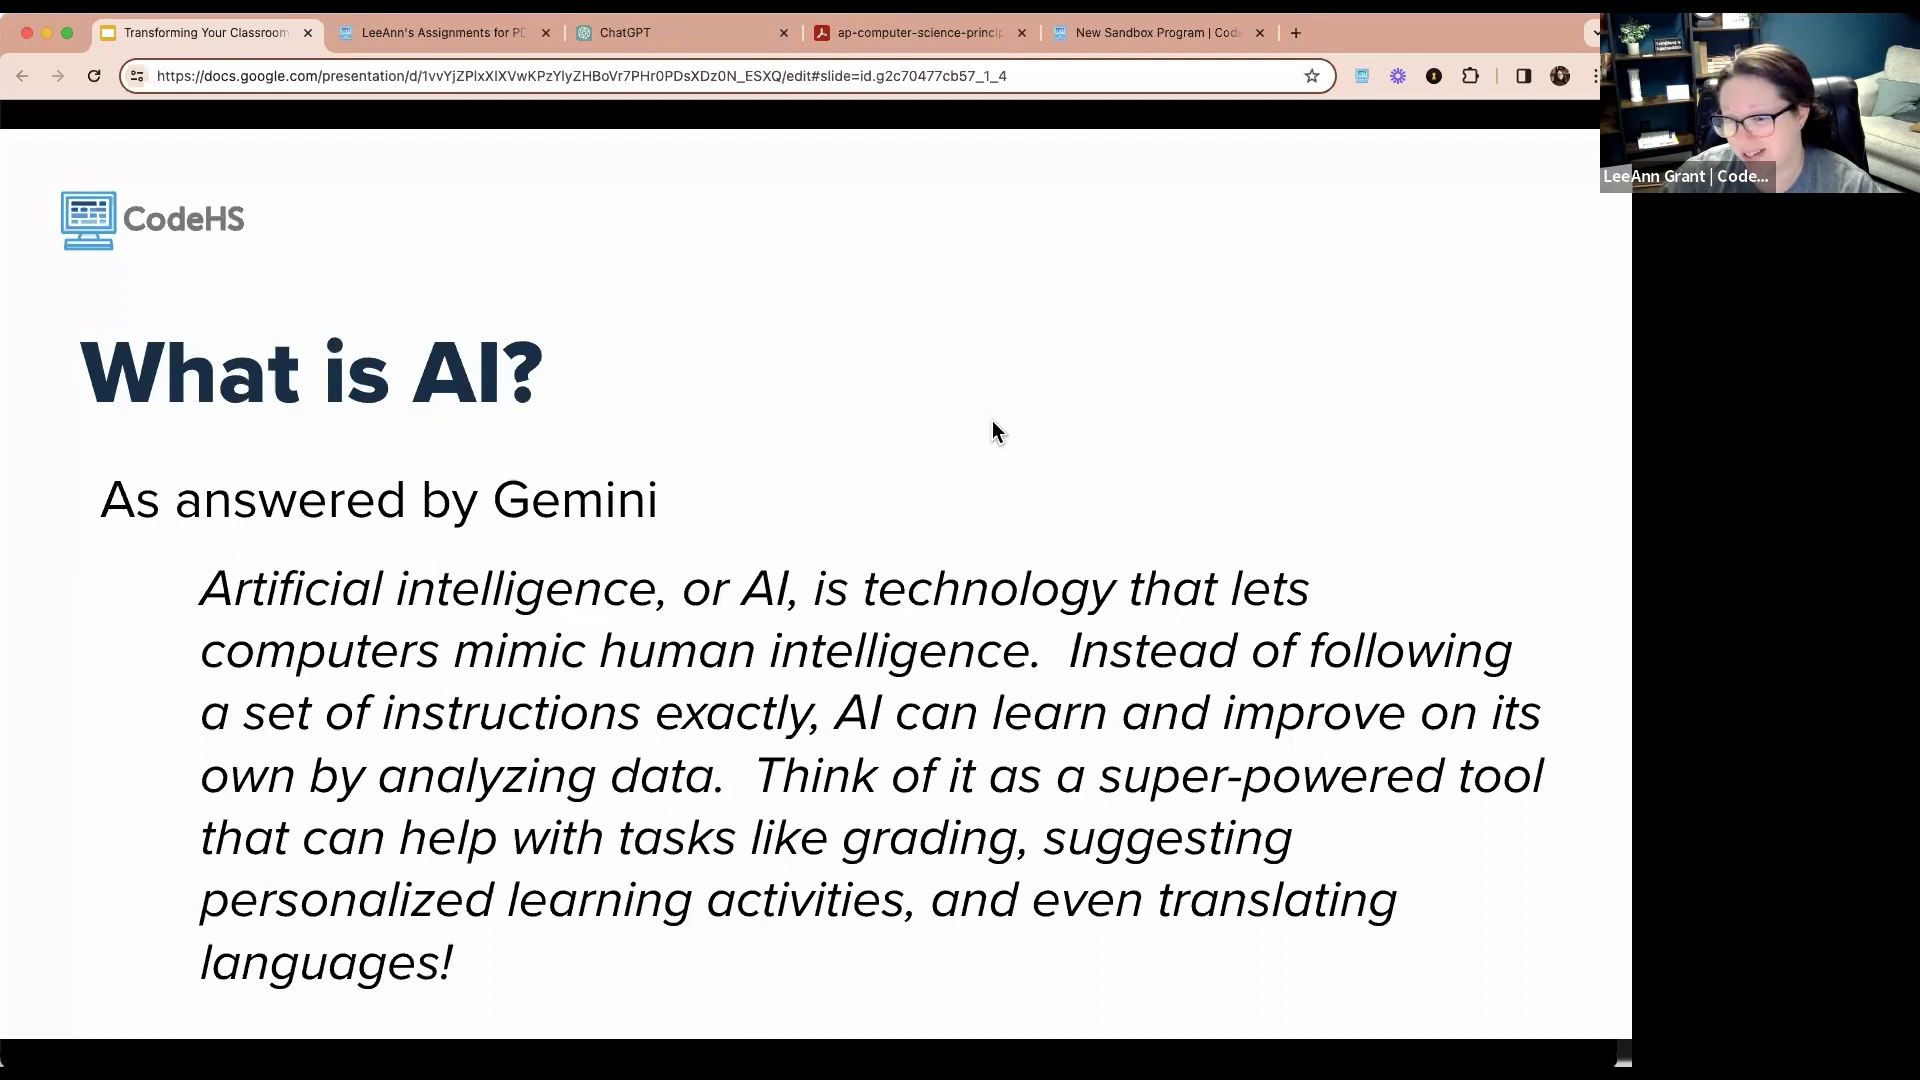 Transforming Your Classroom
LeeAnn's Assignments for PD
ChatGPT
ap-computer-science-princip
New Sandbox Program | Code
https://docs.google.com/presentation/d/1vvYjZPlxXlXVwKPzYlyZHBoVr7PHr0PDsXDz0N_ESXQ/edit#slide=id.g2c70477cb57_1_4
LeeAnn Grant | Code...
CodeHS
What is AI?
As answered by Gemini
Artificial intelligence, or AI, is technology that lets
computers mimic human intelligence.  Instead of following
a set of instructions exactly, AI can learn and improve on its
own by analyzing data.  Think of it as a super-powered tool
that can help with tasks like grading, suggesting
personalized learning activities, and even translating
languages!